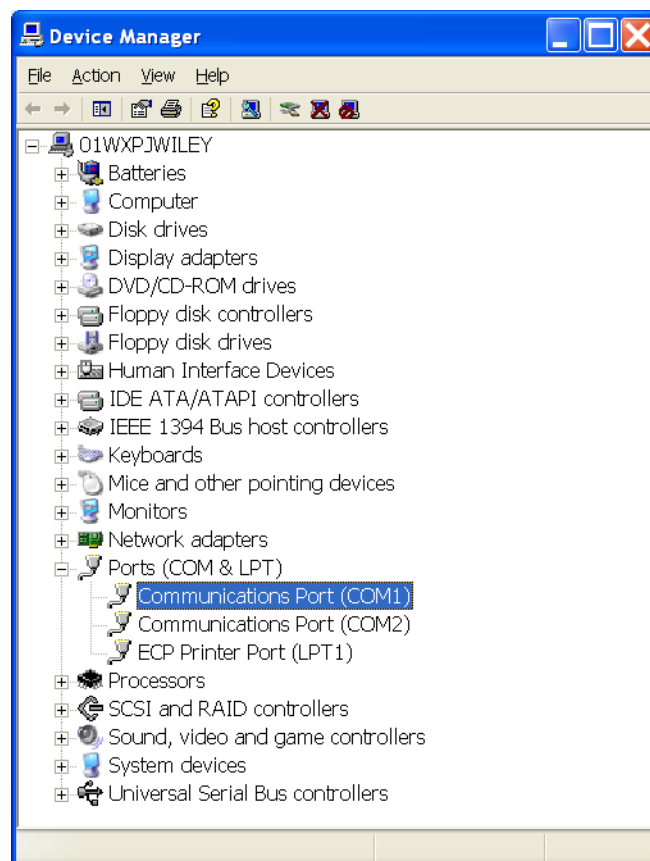 Device Manager
File Action View Help
01WXPJWILEY
Batteries
Computer
Disk drives
Display adapters
DVD/CD-ROM drives
Floppy disk controllers
Floppy disk drives
Human Interface Devices
IDE ATA/ATAPI controllers
IEEE 1394 Bus host controllers
Keyboards
Mice and other pointing devices
Monitors
Network adapters
Ports (COM & LPT)
Communications Port (COM1)
Communications Port (COM2)
ECP Printer Port (LPT1)
Processors
SCSI and RAID controllers
Sound, video and game controllers
System devices
Universal Serial Bus controllers